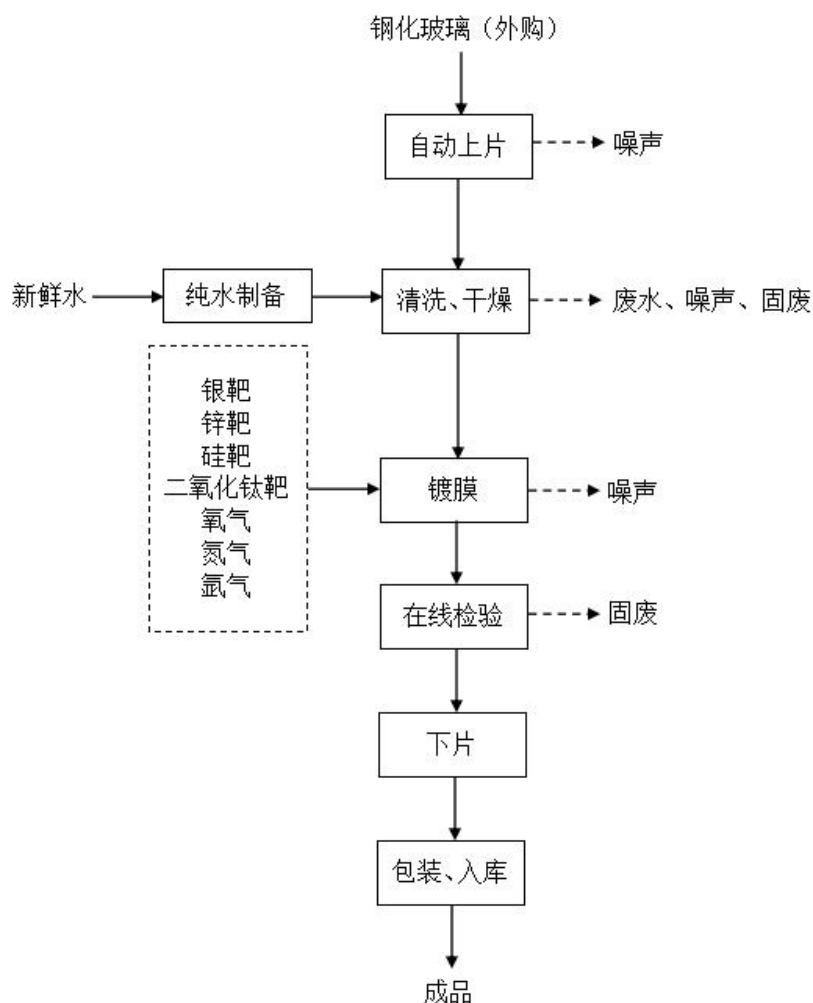 钢化玻璃（外购）
自动上片
噪声
新鲜水
纯水制备
清洗、干燥
废水、噪声、固废
银靶
锌靶
硅靶
二氧化钛靶
氧气
氮气
氩气
镀膜
噪声
在线检验
固废
下片
包装、入库
成品